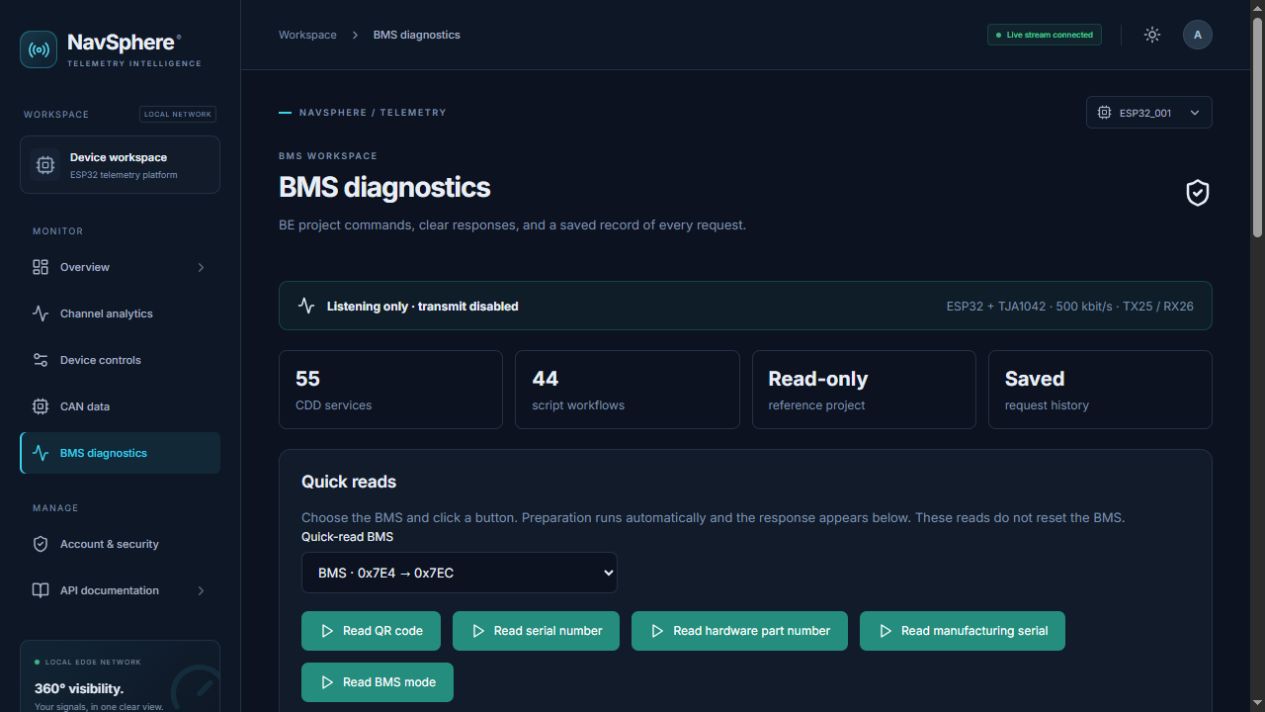 NavSphere°
TELEMETRY INTELLIGENCE
WORKSPACE
LOCAL NETWORK
Device workspace
ESP32 telemetry platform
MONITOR
Overview
Channel analytics
Device controls
CAN data
BMS diagnostics
MANAGE
Account & security
API documentation
LOCAL EDGE NETWORK
360° visibility.
Your signals, in one clear view.
Workspace > BMS diagnostics
Live stream connected
A
NAVSPHERE / TELEMETRY
ESP32_001
BMS WORKSPACE
BMS diagnostics
BE project commands, clear responses, and a saved record of every request.
Listening only · transmit disabled
ESP32 + TJA1042 · 500 kbit/s · TX25 / RX26
55
CDD services
44
script workflows
Read-only
reference project
Saved
request history
Quick reads
Choose the BMS and click a button. Preparation runs automatically and the response appears below. These reads do not reset the BMS.
Quick-read BMS
BMS · 0x7E4 → 0x7EC
Read QR code
Read serial number
Read hardware part number
Read manufacturing serial
Read BMS mode